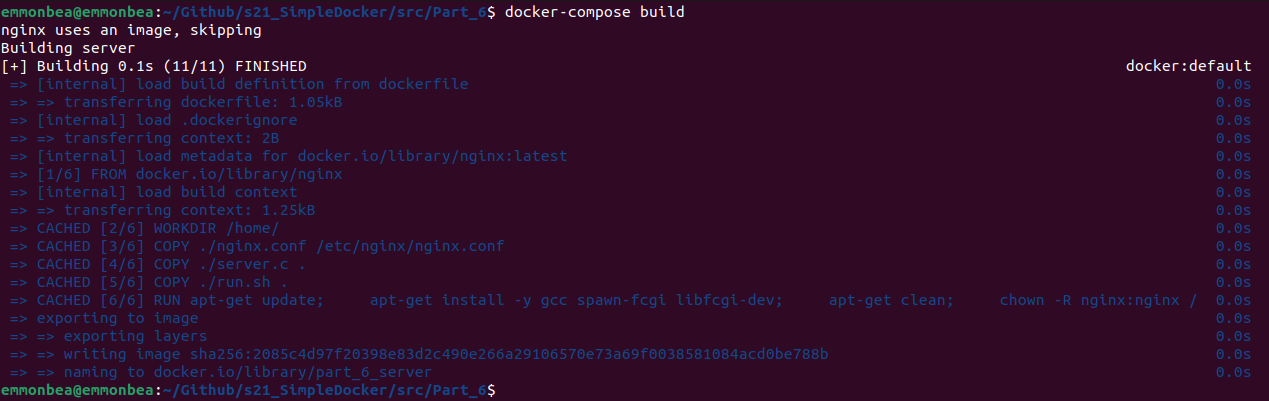 emmonbea@emmonbea:~/Github/s21_SimpleDocker/src/Part_6$ docker-compose build
nginx uses an image, skipping
Building server
[+] Building 0.1s (11/11) FINISHED docker:default
=> [internal] load build definition from dockerfile 0.0s
=> => transferring dockerfile: 1.05kB 0.0s
=> [internal] load .dockerignore 0.0s
=> => transferring context: 2B 0.0s
=> [internal] load metadata for docker.io/library/nginx:latest 0.0s
=> [1/6] FROM docker.io/library/nginx 0.0s
=> [internal] load build context 0.0s
=> => transferring context: 1.25kB 0.0s
=> CACHED [2/6] WORKDIR /home/ 0.0s
=> CACHED [3/6] COPY ./nginx.conf /etc/nginx/nginx.conf 0.0s
=> CACHED [4/6] COPY ./server.c . 0.0s
=> CACHED [5/6] COPY ./run.sh . 0.0s
=> CACHED [6/6] RUN apt-get update;     apt-get install -y gcc spawn-fcgi libfcgi-dev;     apt-get clean;     chown -R nginx:nginx / 0.0s
=> exporting to image 0.0s
=> => exporting layers 0.0s
=> => writing image sha256:2085c4d97f20398e83d2c490e266a29106570e73a69f0038581084acd0be788b 0.0s
=> => naming to docker.io/library/part_6_server 0.0s
emmonbea@emmonbea:~/Github/s21_SimpleDocker/src/Part_6$